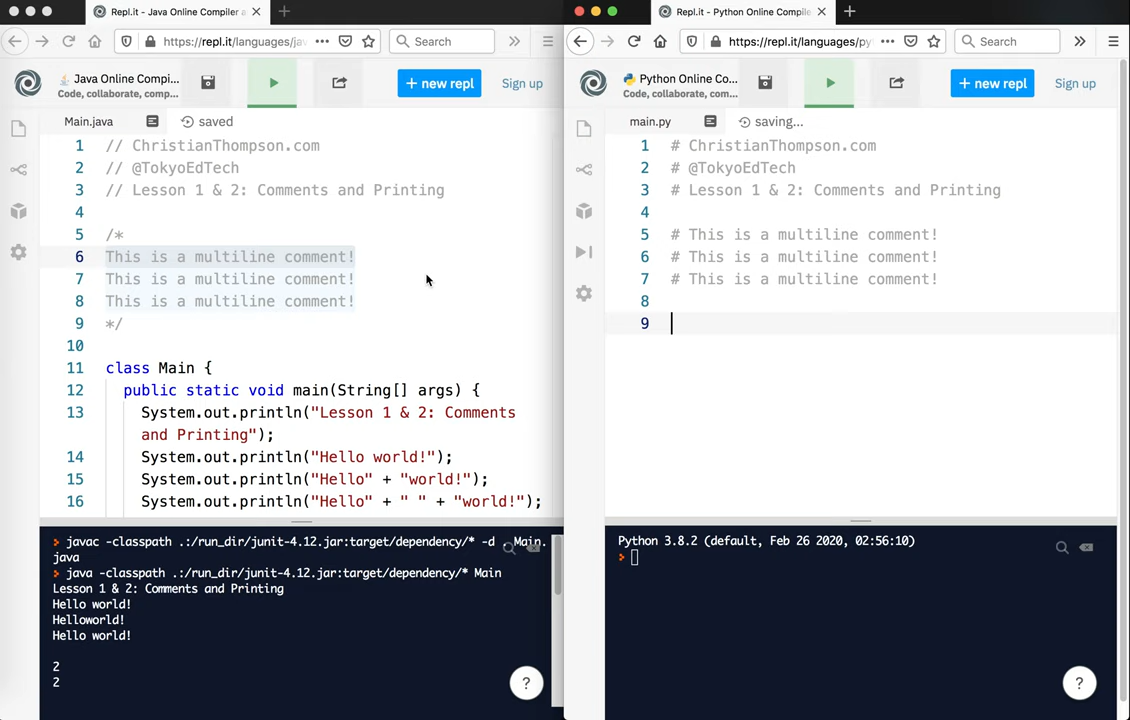 Repl.it - Java Online Compiler a
https://repl.it/languages/jav
Search
Java Online Compi...
Code, collaborate, comp...
+ new repl
Sign up
Main.java
saved
1 // ChristianThompson.com
2 // @TokyoEdTech
3 // Lesson 1 & 2: Comments and Printing
4
5 /*
6 This is a multiline comment!
7 This is a multiline comment!
8 This is a multiline comment!
9 */
10
11 class Main {
12 public static void main(String[] args) {
13 System.out.println("Lesson 1 & 2: Comments
and Printing");
14 System.out.println("Hello world!");
15 System.out.println("Hello" + "world!");
16 System.out.println("Hello" + " " + "world!");
> javac -classpath .:/run_dir/junit-4.12.jar:target/dependency/* -d . Main.
java
> java -classpath .:/run_dir/junit-4.12.jar:target/dependency/* Main
Lesson 1 & 2: Comments and Printing
Hello world!
Helloworld!
Hello world!
2
2
?
Repl.it - Python Online Compile
https://repl.it/languages/py
Search
Python Online Co...
Code, collaborate, comp...
+ new repl
Sign up
main.py
saving...
1 # ChristianThompson.com
2 # @TokyoEdTech
3 # Lesson 1 & 2: Comments and Printing
4
5 # This is a multiline comment!
6 # This is a multiline comment!
7 # This is a multiline comment!
8
9
Python 3.8.2 (default, Feb 26 2020, 02:56:10)
>
?